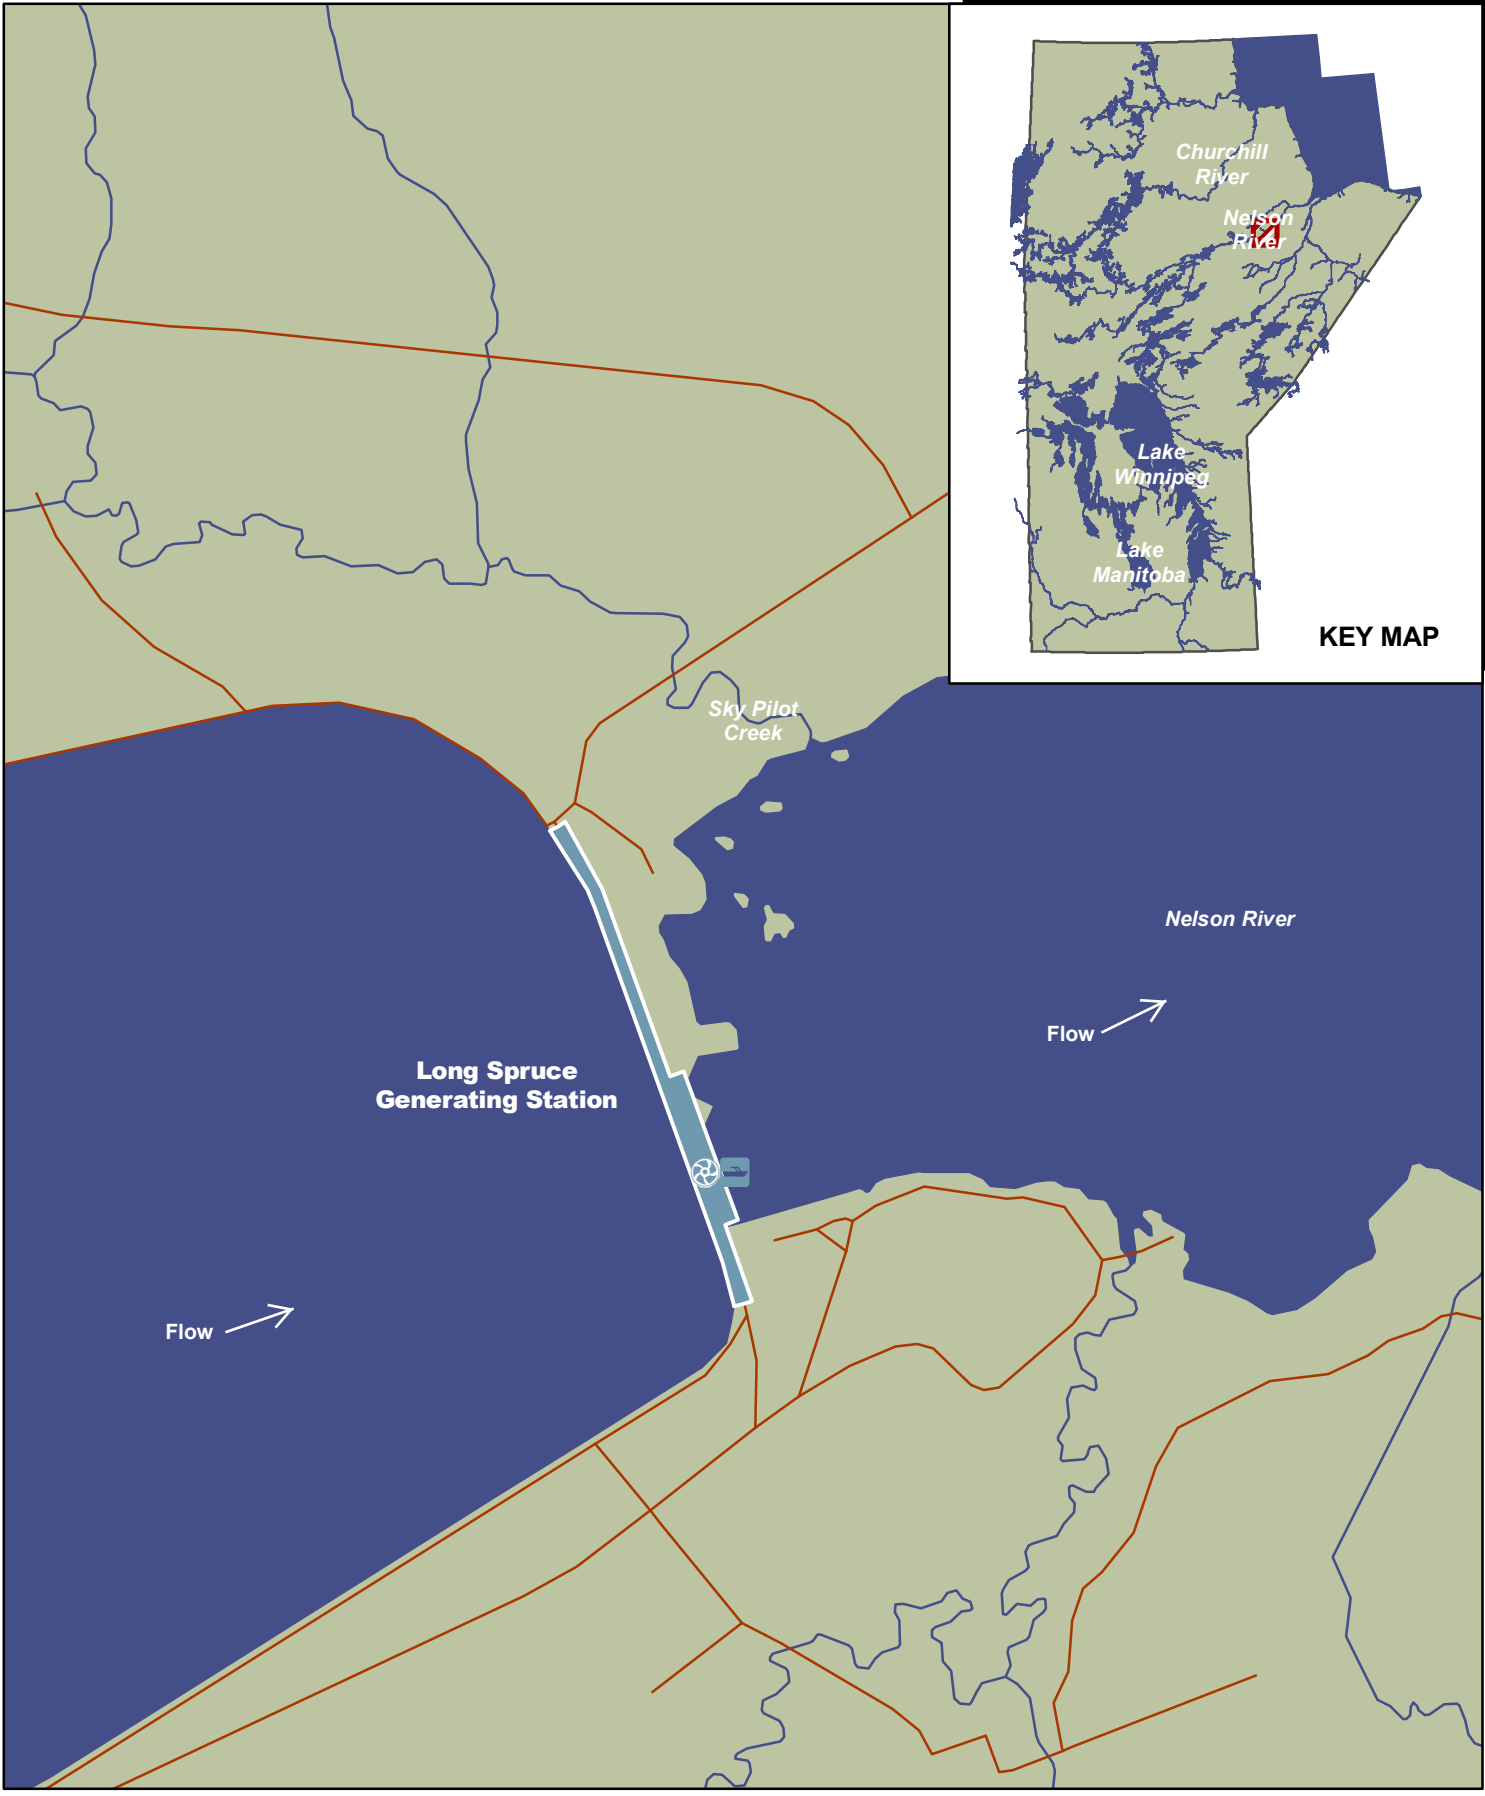 Churchill
River
Nelson
River
Lake
Winnipeg
Lake
Manitoba
KEY MAP
Sky Pilot
Creek
Nelson River
Flow
Long Spruce
Generating Station
Flow